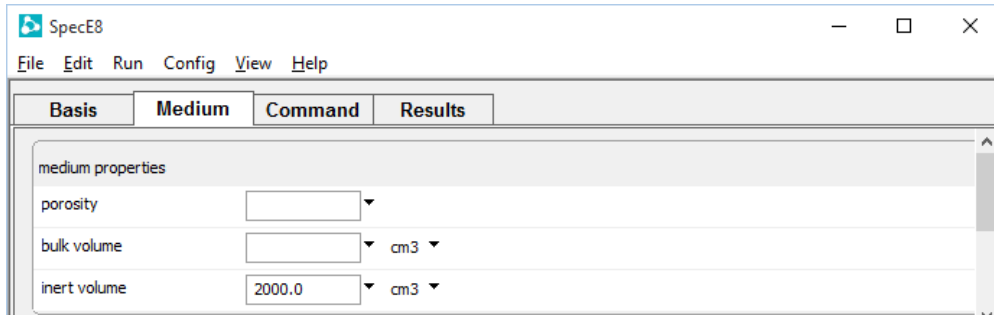 SpecE8
File Edit Run Config View Help
Basis Medium Command Results
medium properties
porosity
bulk volume cm3
inert volume 2000.0 cm3